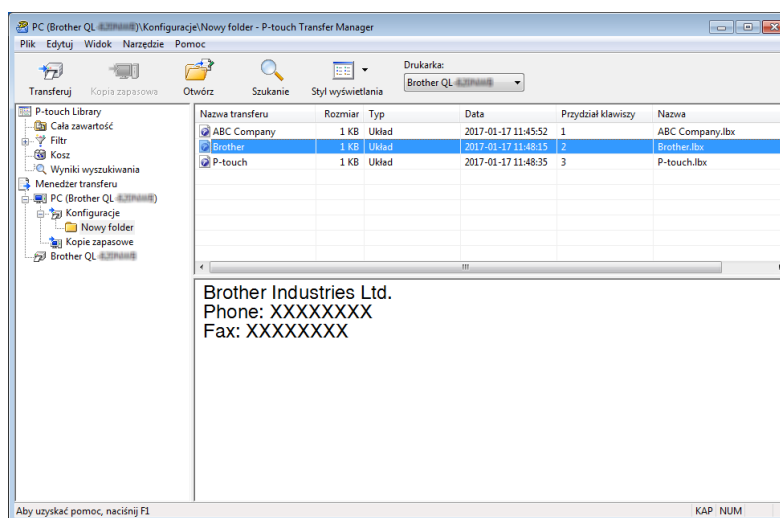 PC (Brother QL- )\Konfiguracje\Nowy folder - P-touch Transfer Manager
Plik Edytuj Widok Narzędzie Pomoc
Drukarka:
Brother QL-
Transferuj Kopia zapasowa Otwórz Szukanie Styl wyświetlania
P-touch Library
Cała zawartość
Filtr
Kosz
Wyniki wyszukiwania
Menedżer transferu
PC (Brother QL- )
Konfiguracje
Nowy folder
Kopie zapasowe
Brother QL-
Nazwa transferu Rozmiar Typ Data Przydział klawiszy Nazwa
ABC Company 1 KB Układ 2017-01-17 11:45:52 1 ABC Company.lbx
Brother 1 KB Układ 2017-01-17 11:48:15 2 Brother.lbx
P-touch 1 KB Układ 2017-01-17 11:48:35 3 P-touch.lbx
Brother Industries Ltd.
Phone: XXXXXXXX
Fax: XXXXXXXX
Aby uzyskać pomoc, naciśnij F1
KAP NUM